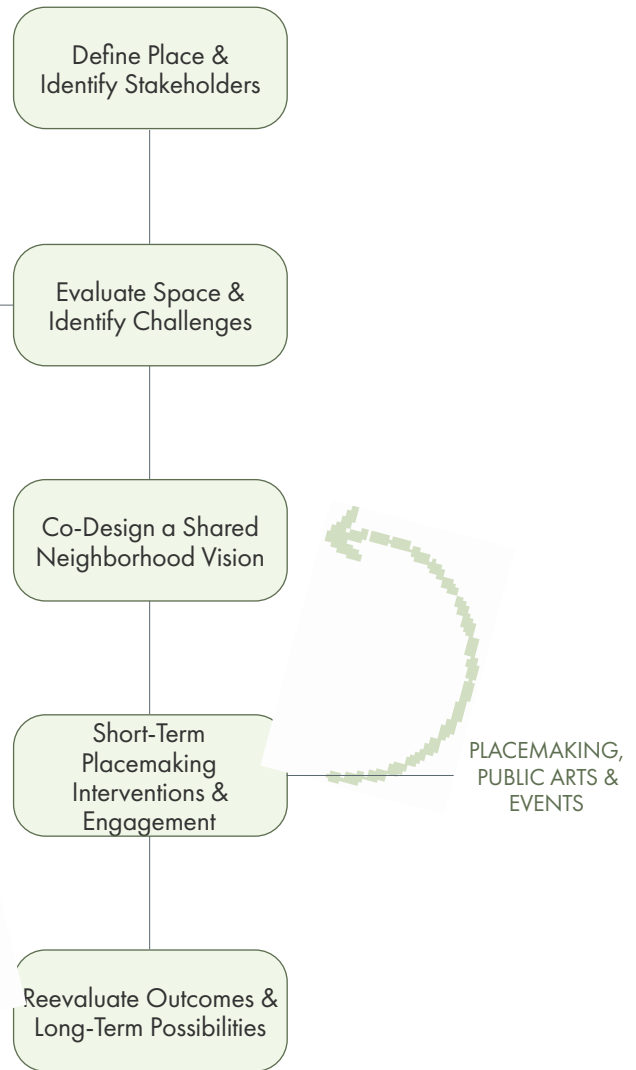 Define Place &
Identify Stakeholders
Evaluate Space &
Identify Challenges
Co-Design a Shared
Neighborhood Vision
Short-Term
Placemaking
Interventions &
Engagement
PLACEMAKING,
PUBLIC ARTS &
EVENTS
Reevaluate Outcomes &
Long-Term Possibilities